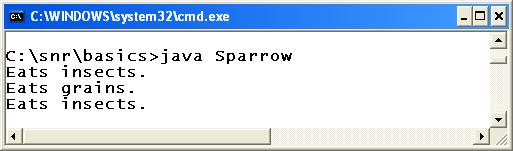 C:\WINDOWS\system32\cmd.exe
C:\snr\basics>java Sparrow
Eats insects.
Eats grains.
Eats insects.